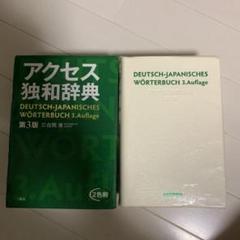 アクセス
独和辞典
DEUTSCH-JAPANISCHES
WÖRTERBUCH 3.Auflage
第3版
2色刷
DEUTSCH-JAPANISCHES
WÖRTERBUCH 3.Auflage